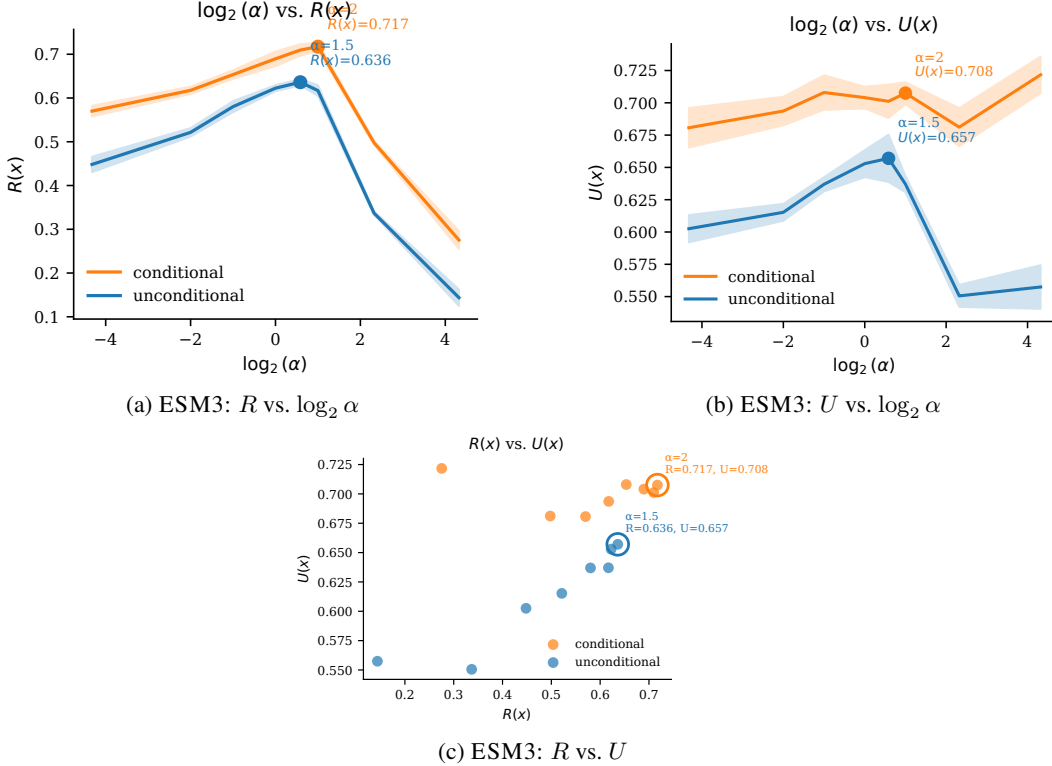 log₂(α) vs. R(x)
α=2
R(x)=0.717
α=1.5
R(x)=0.636
0.7
0.6
0.5
0.4
0.3
0.2
0.1
R(x)
conditional
unconditional
−4
−2
0
2
4
log₂(α)
(a) ESM3: R vs. log₂ α
log₂(α) vs. U(x)
α=2
U(x)=0.708
α=1.5
U(x)=0.657
0.725
0.700
0.675
0.650
0.625
0.600
0.575
0.550
U(x)
conditional
unconditional
−4
−2
0
2
4
log₂(α)
(b) ESM3: U vs. log₂ α
R(x) vs. U(x)
α=2
R=0.717, U=0.708
α=1.5
R=0.636, U=0.657
0.725
0.700
0.675
0.650
0.625
0.600
0.575
0.550
U(x)
conditional
unconditional
0.2
0.3
0.4
0.5
0.6
0.7
R(x)
(c) ESM3: R vs. U